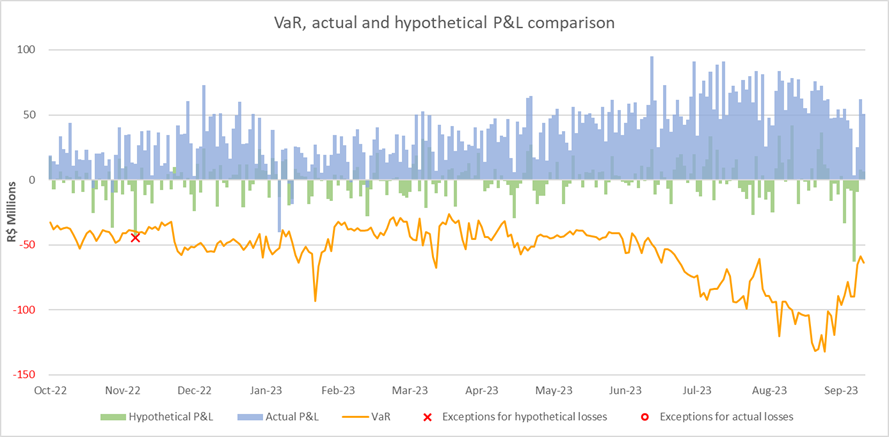 VaR, actual and hypothetical P&L comparison
100
50
0
-50
-100
-150
R$ Millions
Oct-22 Nov-22 Dec-22 Jan-23 Feb-23 Mar-23 Apr-23 May-23 Jun-23 Jul-23 Aug-23 Sep-23
Hypothetical P&L Actual P&L VaR Exceptions for hypothetical losses Exceptions for actual losses